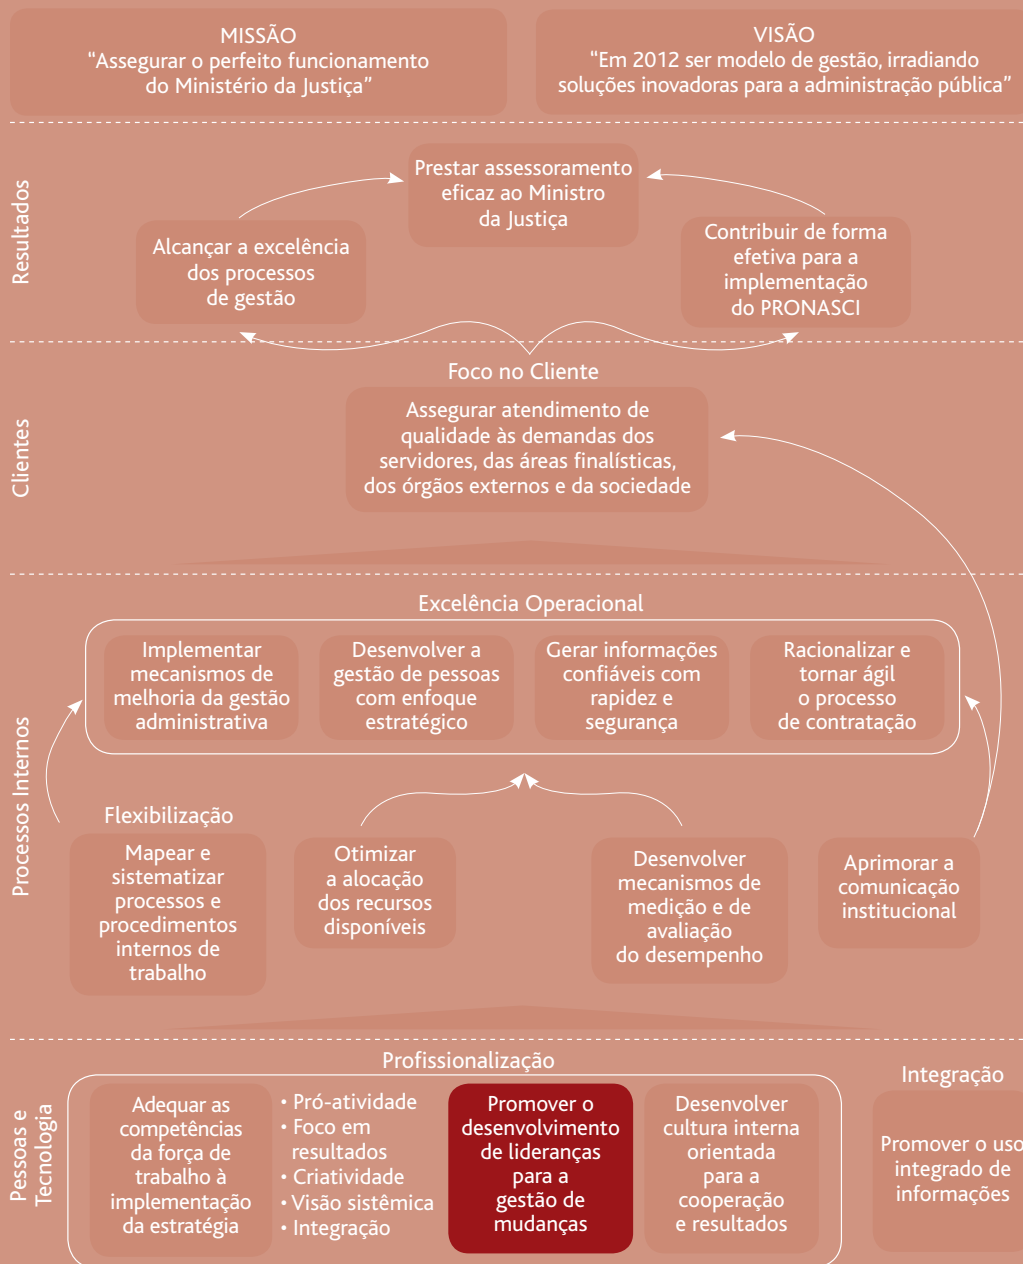 MISSÃO
“Assegurar o perfeito funcionamento
do Ministério da Justiça”
VISÃO
“Em 2012 ser modelo de gestão, irradiando
soluções inovadoras para a administração pública”
Resultados
Prestar assessoramento
eficaz ao Ministro
da Justiça
Alcançar a excelência
dos processos
de gestão
Contribuir de forma
efetiva para a
implementação
do PRONASCI
Clientes
Foco no Cliente
Assegurar atendimento de
qualidade às demandas dos
servidores, das áreas finalísticas,
dos órgãos externos e da sociedade
Processos Internos
Excelência Operacional
Implementar
mecanismos de
melhoria da gestão
administrativa
Desenvolver a
gestão de pessoas
com enfoque
estratégico
Gerar informações
confiáveis com
rapidez e
segurança
Racionalizar e
tornar ágil
o processo
de contratação
Flexibilização
Mapear e
sistematizar
processos e
procedimentos
internos de
trabalho
Otimizar
a alocação
dos recursos
disponíveis
Desenvolver
mecanismos de
medição e de
avaliação
do desempenho
Aprimorar a
comunicação
institucional
Pessoas e
Tecnologia
Profissionalização
Adequar as
competências
da força de
trabalho à
implementação
da estratégia
• Pró-atividade
• Foco em
resultados
• Criatividade
• Visão sistêmica
• Integração
Promover o
desenvolvimento
de lideranças
para a
gestão de
mudanças
Desenvolver
cultura interna
orientada
para a
cooperação
e resultados
Integração
Promover o uso
integrado de
informações